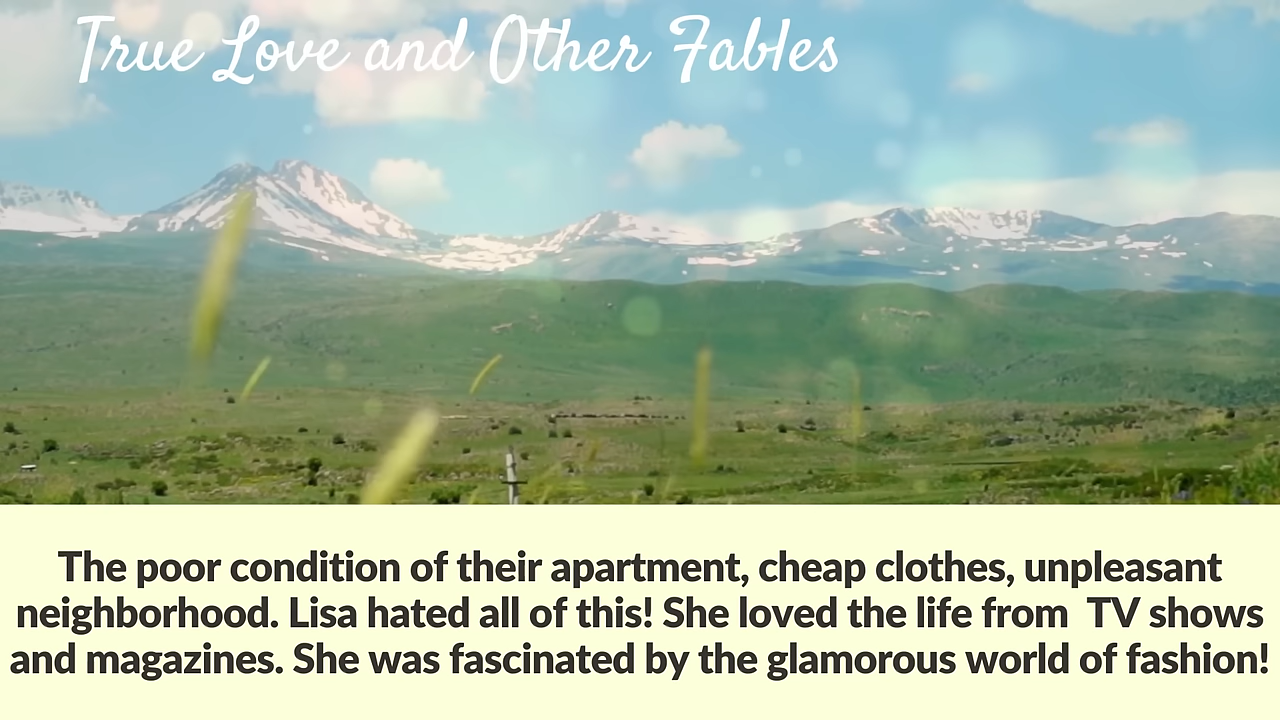 True Love and Other Fables
The poor condition of their apartment, cheap clothes, unpleasant
neighborhood. Lisa hated all of this! She loved the life from  TV shows
and magazines. She was fascinated by the glamorous world of fashion!